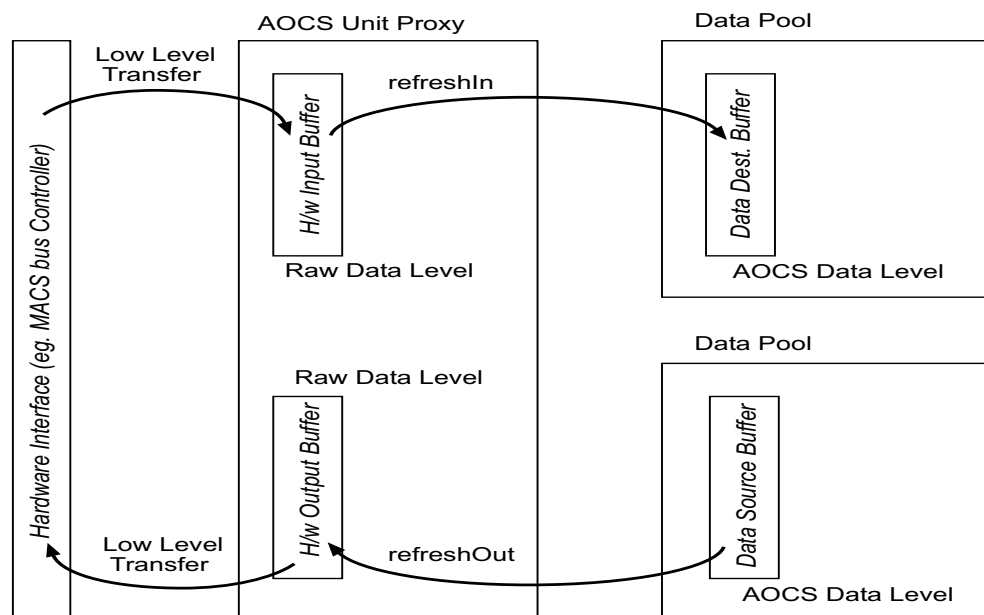 AOCS Unit Proxy
Data Pool
Low Level
Transfer
refreshIn
Hardware Interface (eg. MACS bus Controller)
H/w Input Buffer
Data Dest. Buffer
Raw Data Level
AOCS Data Level
Data Pool
Raw Data Level
H/w Output Buffer
Data Source Buffer
Low Level
Transfer
refreshOut
AOCS Data Level